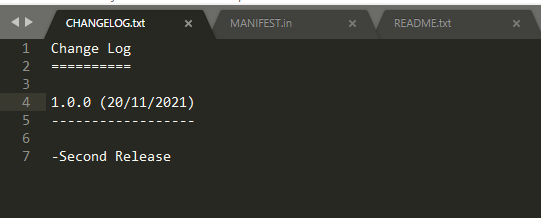 CHANGELOG.txt MANIFEST.in README.txt
1 Change Log
2 ==========
3
4 1.0.0 (20/11/2021)
5 ------------------
6
7 -Second Release